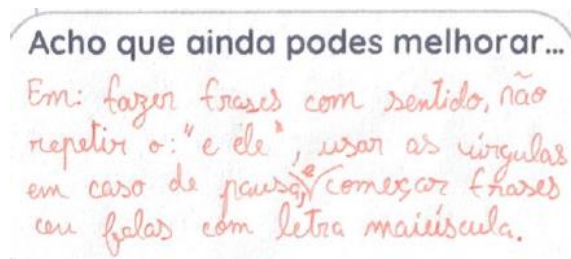 Acho que ainda podes melhorar...
Em: fazer frases com sentido, não
repetir o: "e ele", usar as vírgulas
em caso de pausa, e começar frases
ou falas com letra maiúscula.